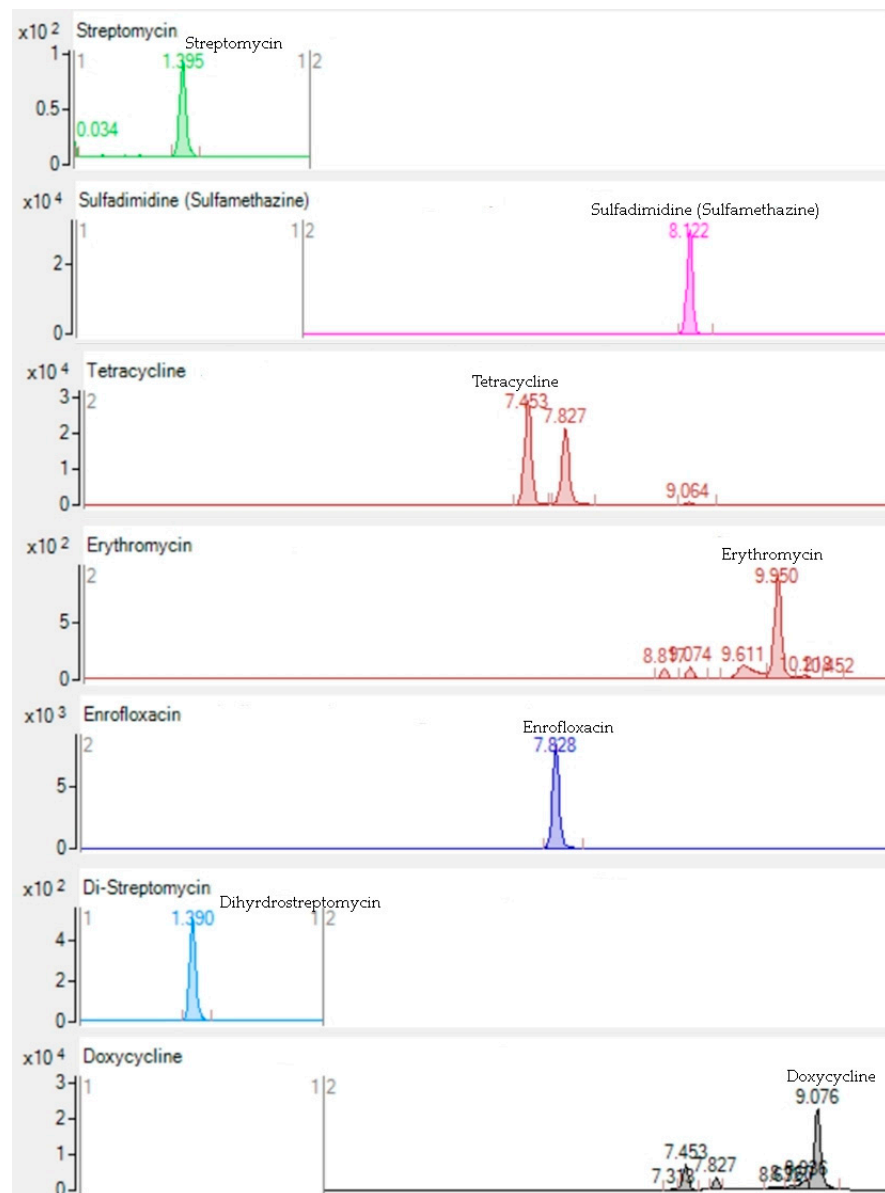 x10 2 Streptomycin
Streptomycin
1 1 1.395 1 2
0.5
0.034
0
x10 4 Sulfadimidine (Sulfamethazine)
Sulfadimidine (Sulfamethazine)
1 1 2 8.122
2
0
x10 4 Tetracycline
Tetracycline
3 2 7.453 7.827
2
1
9.064
0
x10 2 Erythromycin
Erythromycin
2 9.950
5
9.074 9.611
0
x10 3 Enrofloxacin
Enrofloxacin
2 7.828
5
0
x10 2 Di-Streptomycin
Dihyrdrostreptomycin
1 1.390 1 2
4
2
0
x10 4 Doxycycline
Doxycycline
3 1 1 2 9.076
2
1 7.453 7.827
0